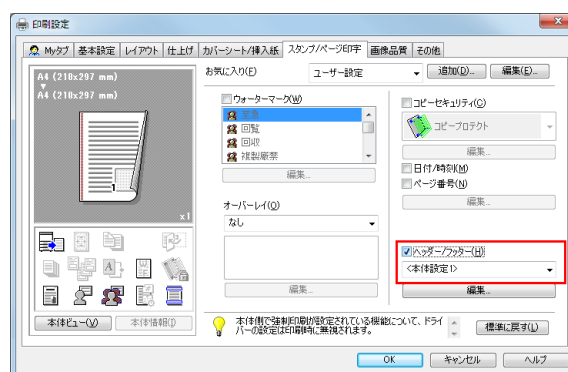 印刷設定
Myタブ 基本設定 レイアウト 仕上げ カバーシート/挿入紙 スタンプ/ページ印字 画像品質 その他
A4 (210x297 mm)
A4 (210x297 mm)
1
x1
本体ビュー(V) 本体情報(I)
お気に入り(F) ユーザー設定 追加(D)... 編集(E)...
ウォーターマーク(W)
至急
回覧
回収
複製厳禁
編集...
オーバーレイ(O)
なし
編集...
コピーセキュリティ(C)
コピープロテクト
編集...
日付/時刻(M)
ページ番号(N)
編集...
ヘッダー/フッター(H)
<本体設定1>
編集...
本体側で強制印刷が設定されている機能について、ドライ
バーの設定は印刷時に無視されます。
標準に戻す(L)
OK キャンセル ヘルプ